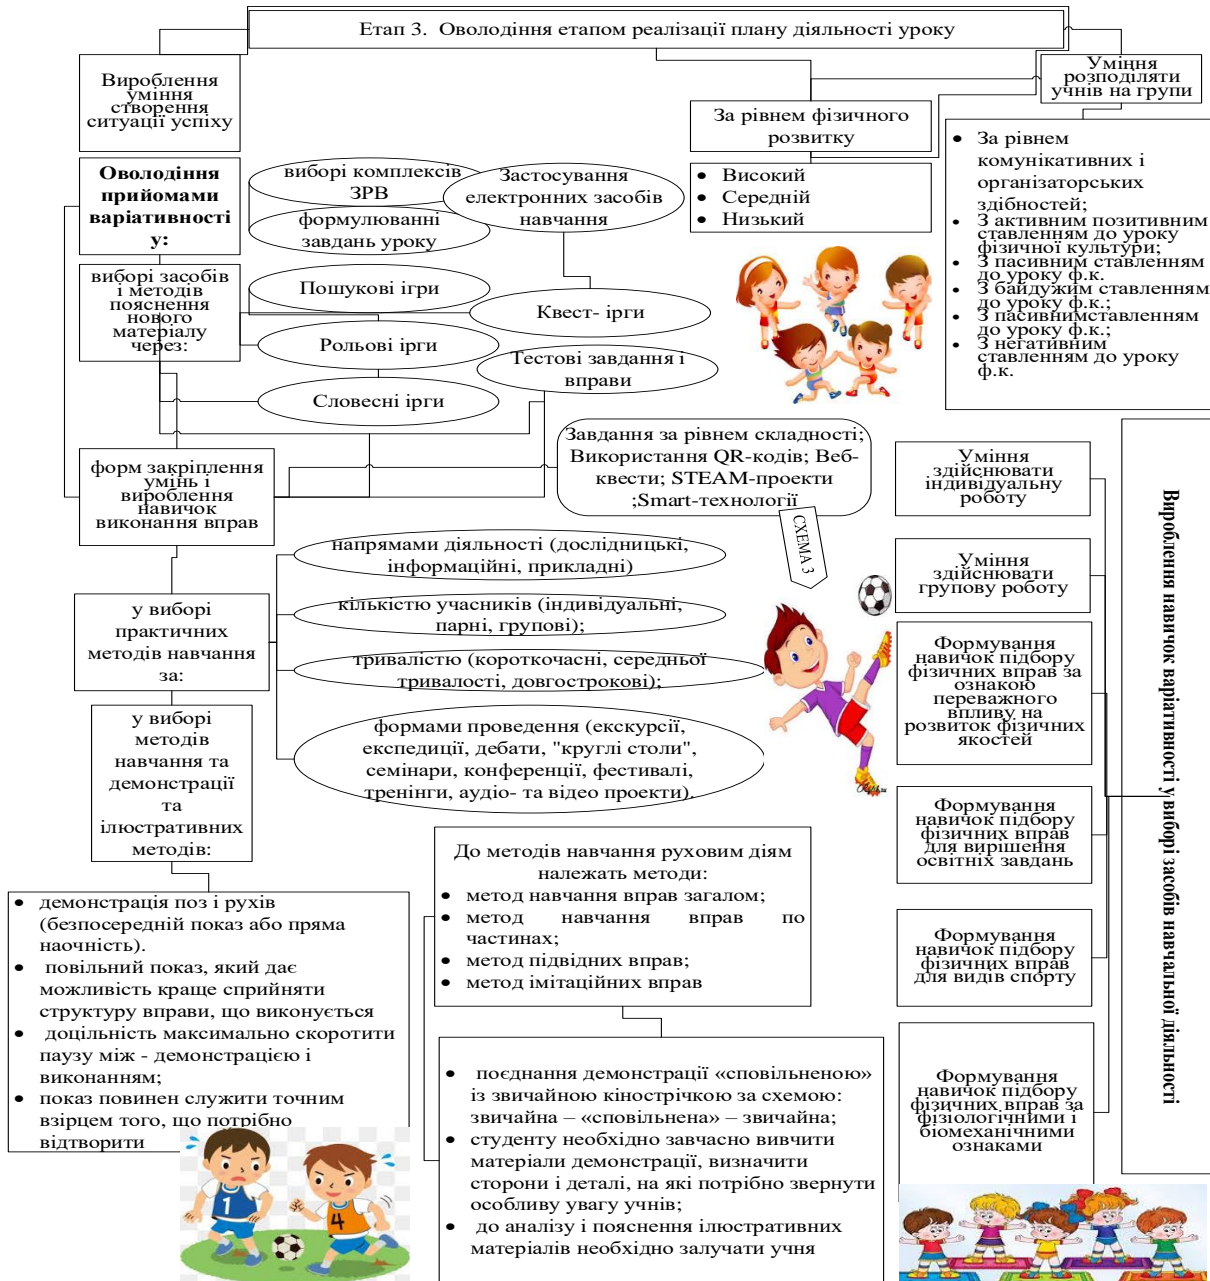 Етап 3. Оволодіння етапом реалізації плану діяльності уроку
Вироблення
уміння
створення
ситуації успіху
За рівнем фізичного
розвитку
Уміння
розподіляти
учнів на групи
Оволодіння
прийомами
варіативності
у:
виборі комплексів
ЗРВ
формулюванні
завдань уроку
Застосування
електронних засобів
навчання
• Високий
• Середній
• Низький
• За рівнем
комунікативних і
організаторських
здібностей;
• З активним позитивним
ставленням до уроку
фізичної культури;
• З пасивним ставленням
до уроку ф.к.
• З байдужим ставленням
до уроку ф.к.;
• З пасивнимставленням
до уроку ф.к.;
• З негативним
ставленням до уроку
ф.к.
виборі засобів
і методів
пояснення
нового
матеріалу
через:
Пошукові ігри
Рольові ірги
Словесні ірги
Квест- ірги
Тестові завдання і
вправи
форм закріплення
умінь і
вироблення
навичок
виконання вправ
Завдання за рівнем складності;
Використання QR-кодів; Веб-
квести; STEAM-проекти
;Smart-технології
СХЕМА 3
у виборі
практичних
методів навчання
за:
напрямами діяльності (дослідницькі,
інформаційні, прикладні)
кількістю учасників (індивідуальні,
парні, групові);
тривалістю (короткочасні, середньої
тривалості, довгострокові);
формами проведення (екскурсії,
експедиції, дебати, "круглі столи",
семінари, конференції, фестивалі,
тренінги, аудіо- та відео проекти).
у виборі
методів
навчання та
демонстрації
та
ілюстративних
методів:
• демонстрація поз і рухів
(безпосередній показ або пряма
наочність).
• повільний показ, який дає
можливість краще сприйняти
структуру вправи, що виконується
• доцільність максимально скоротити
паузу між - демонстрацією і
виконанням;
• показ повинен служити точним
взірцем того, що потрібно
відтворити
1
4
До методів навчання руховим діям
належать методи:
• метод навчання вправ загалом;
• метод навчання вправ по
частинах;
• метод підвідних вправ;
• метод імітаційних вправ
• поєднання демонстрації «сповільненою»
із звичайною кінострічкою за схемою:
звичайна – «сповільнена» – звичайна;
• студенту необхідно завчасно вивчити
матеріали демонстрації, визначити
сторони і деталі, на які потрібно звернути
особливу увагу учнів;
• до аналізу і пояснення ілюстративних
матеріалів необхідно залучати учня
Вироблення навичок варіативності у виборі засобів навчальної діяльності
Уміння
здійснювати
індивідуальну
роботу
Уміння
здійснювати
групову роботу
Формування
навичок підбору
фізичних вправ за
ознакою
переважного
впливу на
розвиток фізичних
якостей
Формування
навичок підбору
фізичних вправ
для вирішення
освітніх завдань
Формування
навичок підбору
фізичних вправ
для видів спорту
Формування
навичок підбору
фізичних вправ за
фізіологічними і
біомеханічними
ознаками